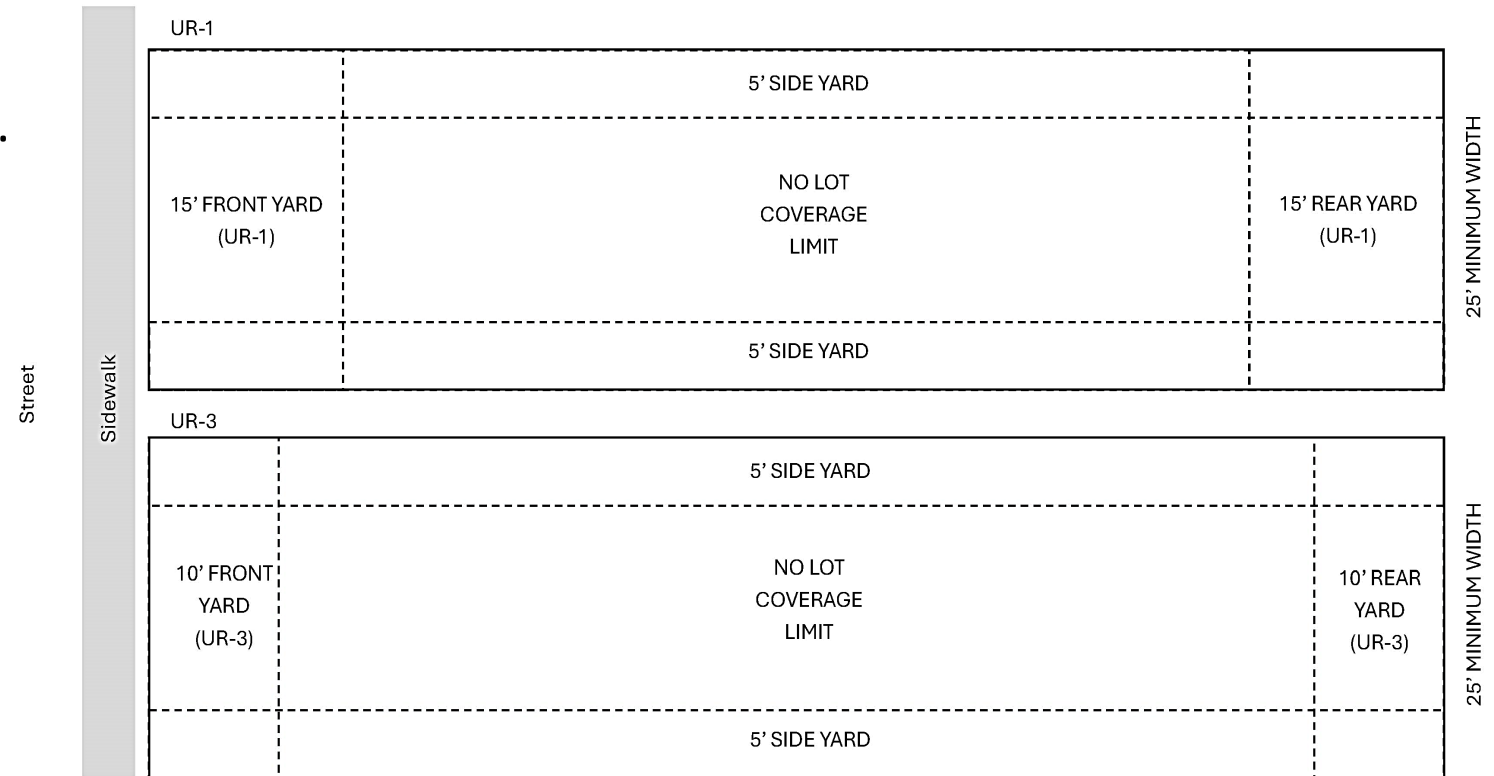 UR-1
5’ SIDE YARD
15’ FRONT YARD
(UR-1)
NO LOT
COVERAGE
LIMIT
15’ REAR YARD
(UR-1)
25’ MINIMUM WIDTH
5’ SIDE YARD
Street
Sidewalk
UR-3
5’ SIDE YARD
10’ FRONT
YARD
(UR-3)
NO LOT
COVERAGE
LIMIT
10’ REAR
YARD
(UR-3)
25’ MINIMUM WIDTH
5’ SIDE YARD